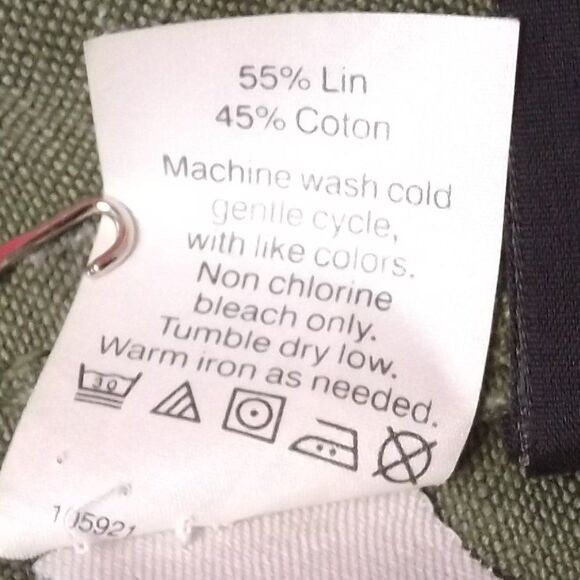 55% Lin
45% Coton
Machine wash cold
gentle cycle,
with like colors.
Non chlorine
bleach only.
Tumble dry low.
Warm iron as needed.
30